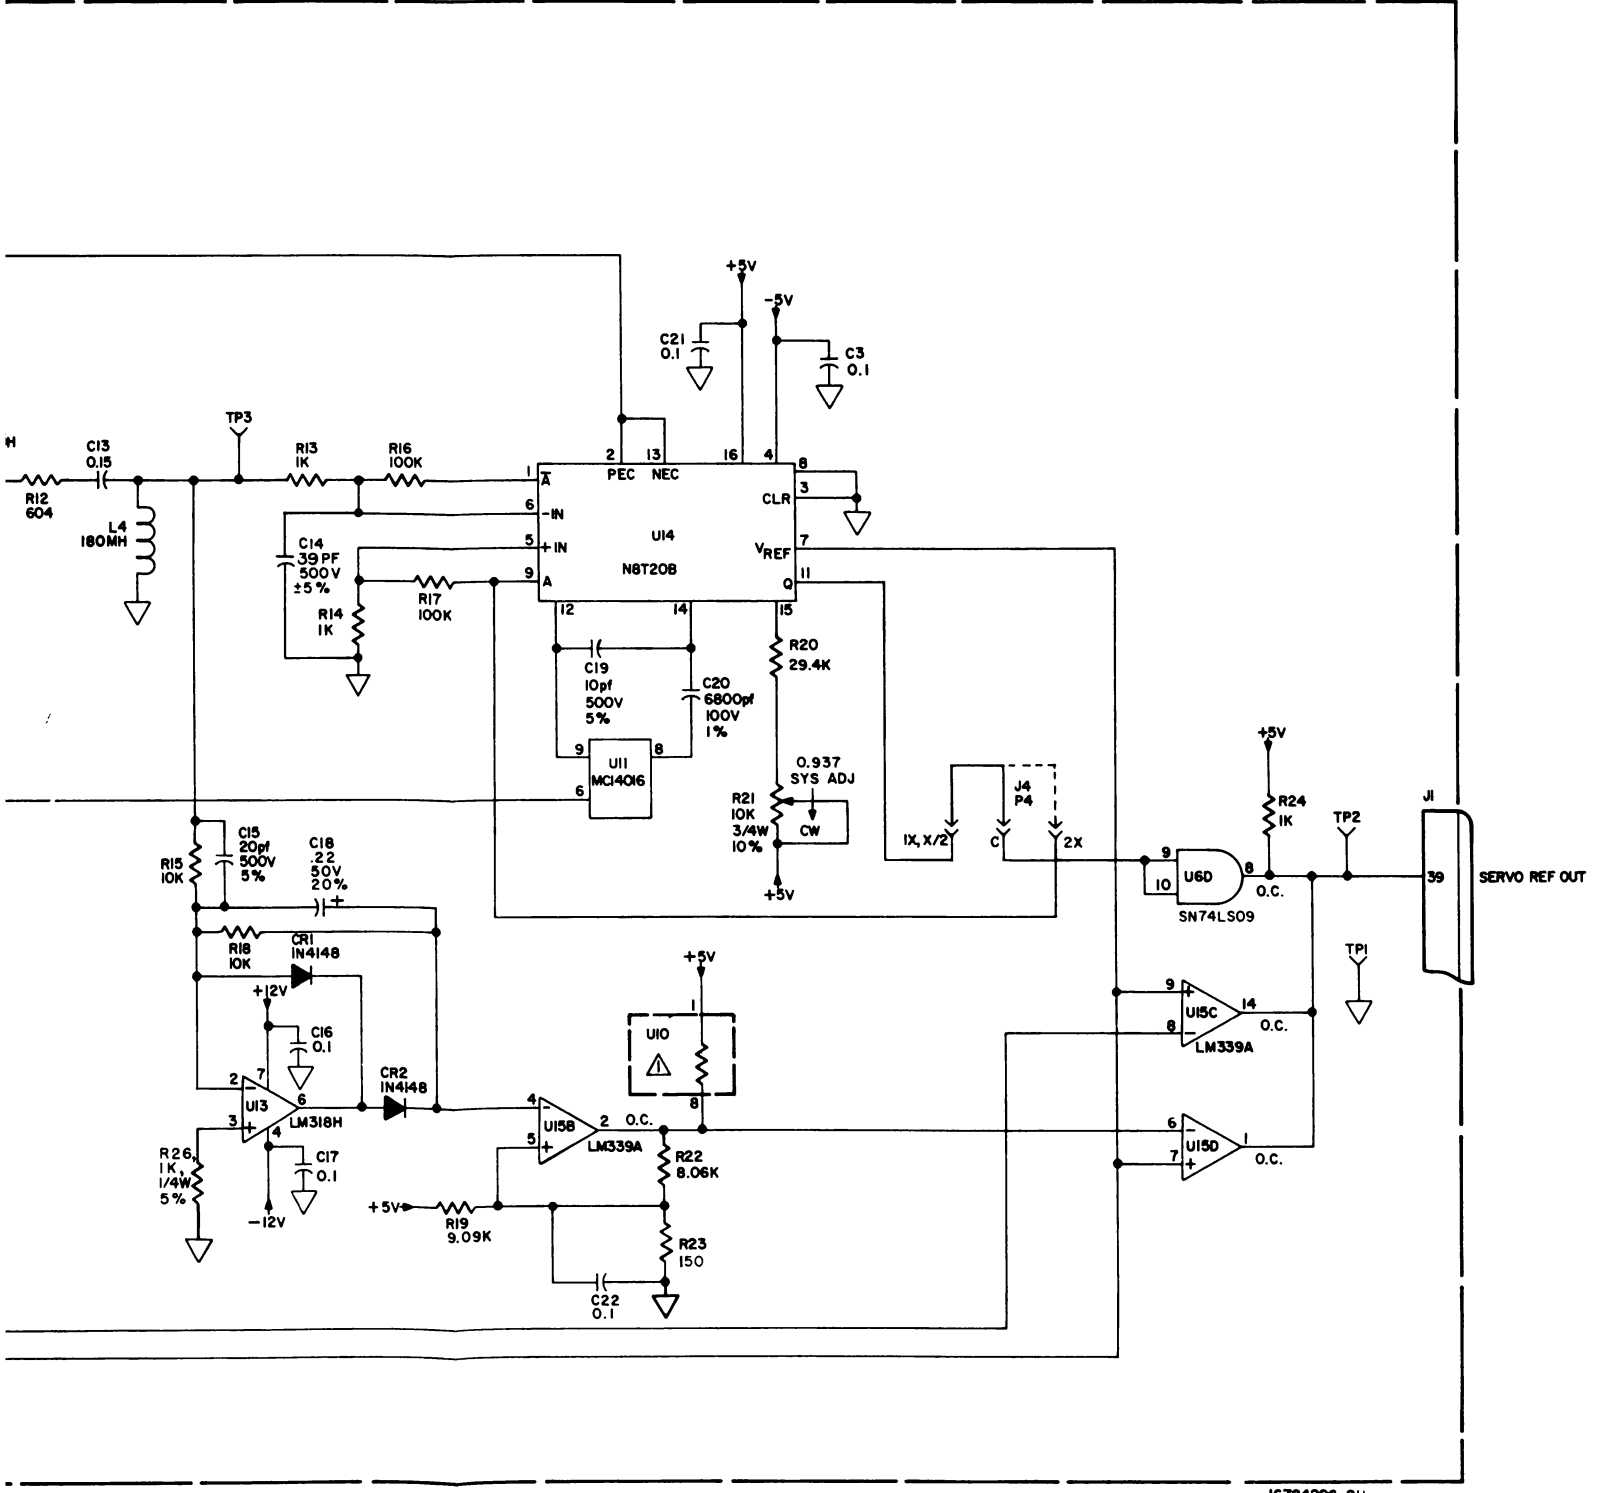 +5V
-5V
C21
0.1
C3
0.1
TP3
H
C13
0.15
R13
1K
R16
100K
2
13
16
4
PEC
NEC
8
1
A̅
R12
604
CLR
3
6
-IN
L4
180MH
U14
C14
39PF
500V
±5%
5
+IN
VREF
7
N8T20B
9
A
Q
11
R17
100K
12
14
15
R14
1K
R20
29.4K
C19
10pf
500V
5%
C20
6800pf
100V
1%
9
8
U11
MC14016
6
0.937
SYS ADJ
R21
10K
3/4W
10%
CW
+5V
J4
P4
1X, X/2
C
2X
+5V
R24
1K
TP2
J1
9
10
U6D
8
O.C.
SN74LS09
39
SERVO REF OUT
C15
20pf
500V
5%
C18
.22
50V
20%
+
R15
10K
R18
10K
CR1
1N4148
+12V
C16
0.1
7
2
-
U13
6
LM318H
3
+
4
CR2
1N4148
C17
0.1
R26,
1K,
1/4W
5%
-12V
+5V
1
U10
1
8
4
-
U15B
2
O.C.
5
+
LM339A
R22
8.06K
+5V
R19
9.09K
R23
150
C22
0.1
TP1
9
+
U15C
14
O.C.
8
-
LM339A
6
-
U15D
1
O.C.
7
+